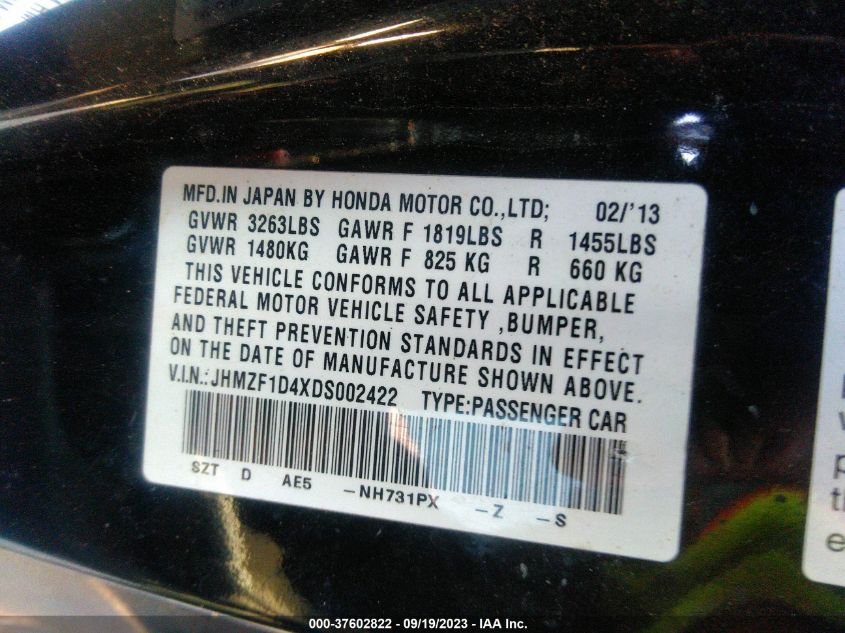 MFD.IN JAPAN BY HONDA MOTOR CO.,LTD; 02/'13
GVWR 3263LBS GAWR F 1819LBS R 1455LBS
GVWR 1480KG GAWR F 825 KG R 660 KG
THIS VEHICLE CONFORMS TO ALL APPLICABLE
FEDERAL MOTOR VEHICLE SAFETY ,BUMPER,
AND THEFT PREVENTION STANDARDS IN EFFECT
ON THE DATE OF MANUFACTURE SHOWN ABOVE.
V.I.N.:JHMZF1D4XDS002422 TYPE:PASSENGER CAR
SZT D AE5 -NH731PX -Z -S
000-37602822 - 09/19/2023 - IAA Inc.